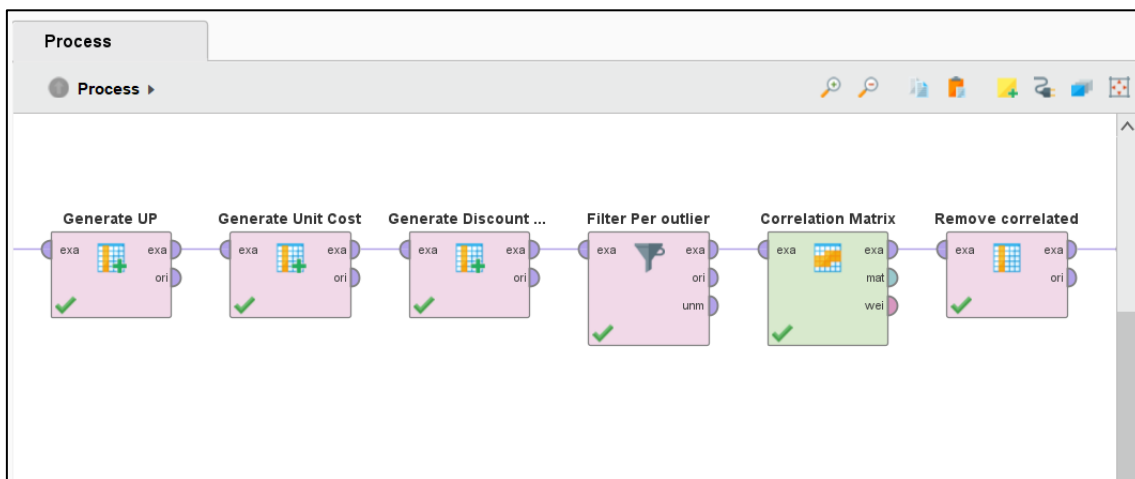 Process
Process
Generate UP
Generate Unit Cost
Generate Discount ...
Filter Per outlier
Correlation Matrix
Remove correlated
exa exa
ori
exa exa
ori
exa exa
ori
exa exa
ori
unm
exa exa
mat
wei
exa exa
ori